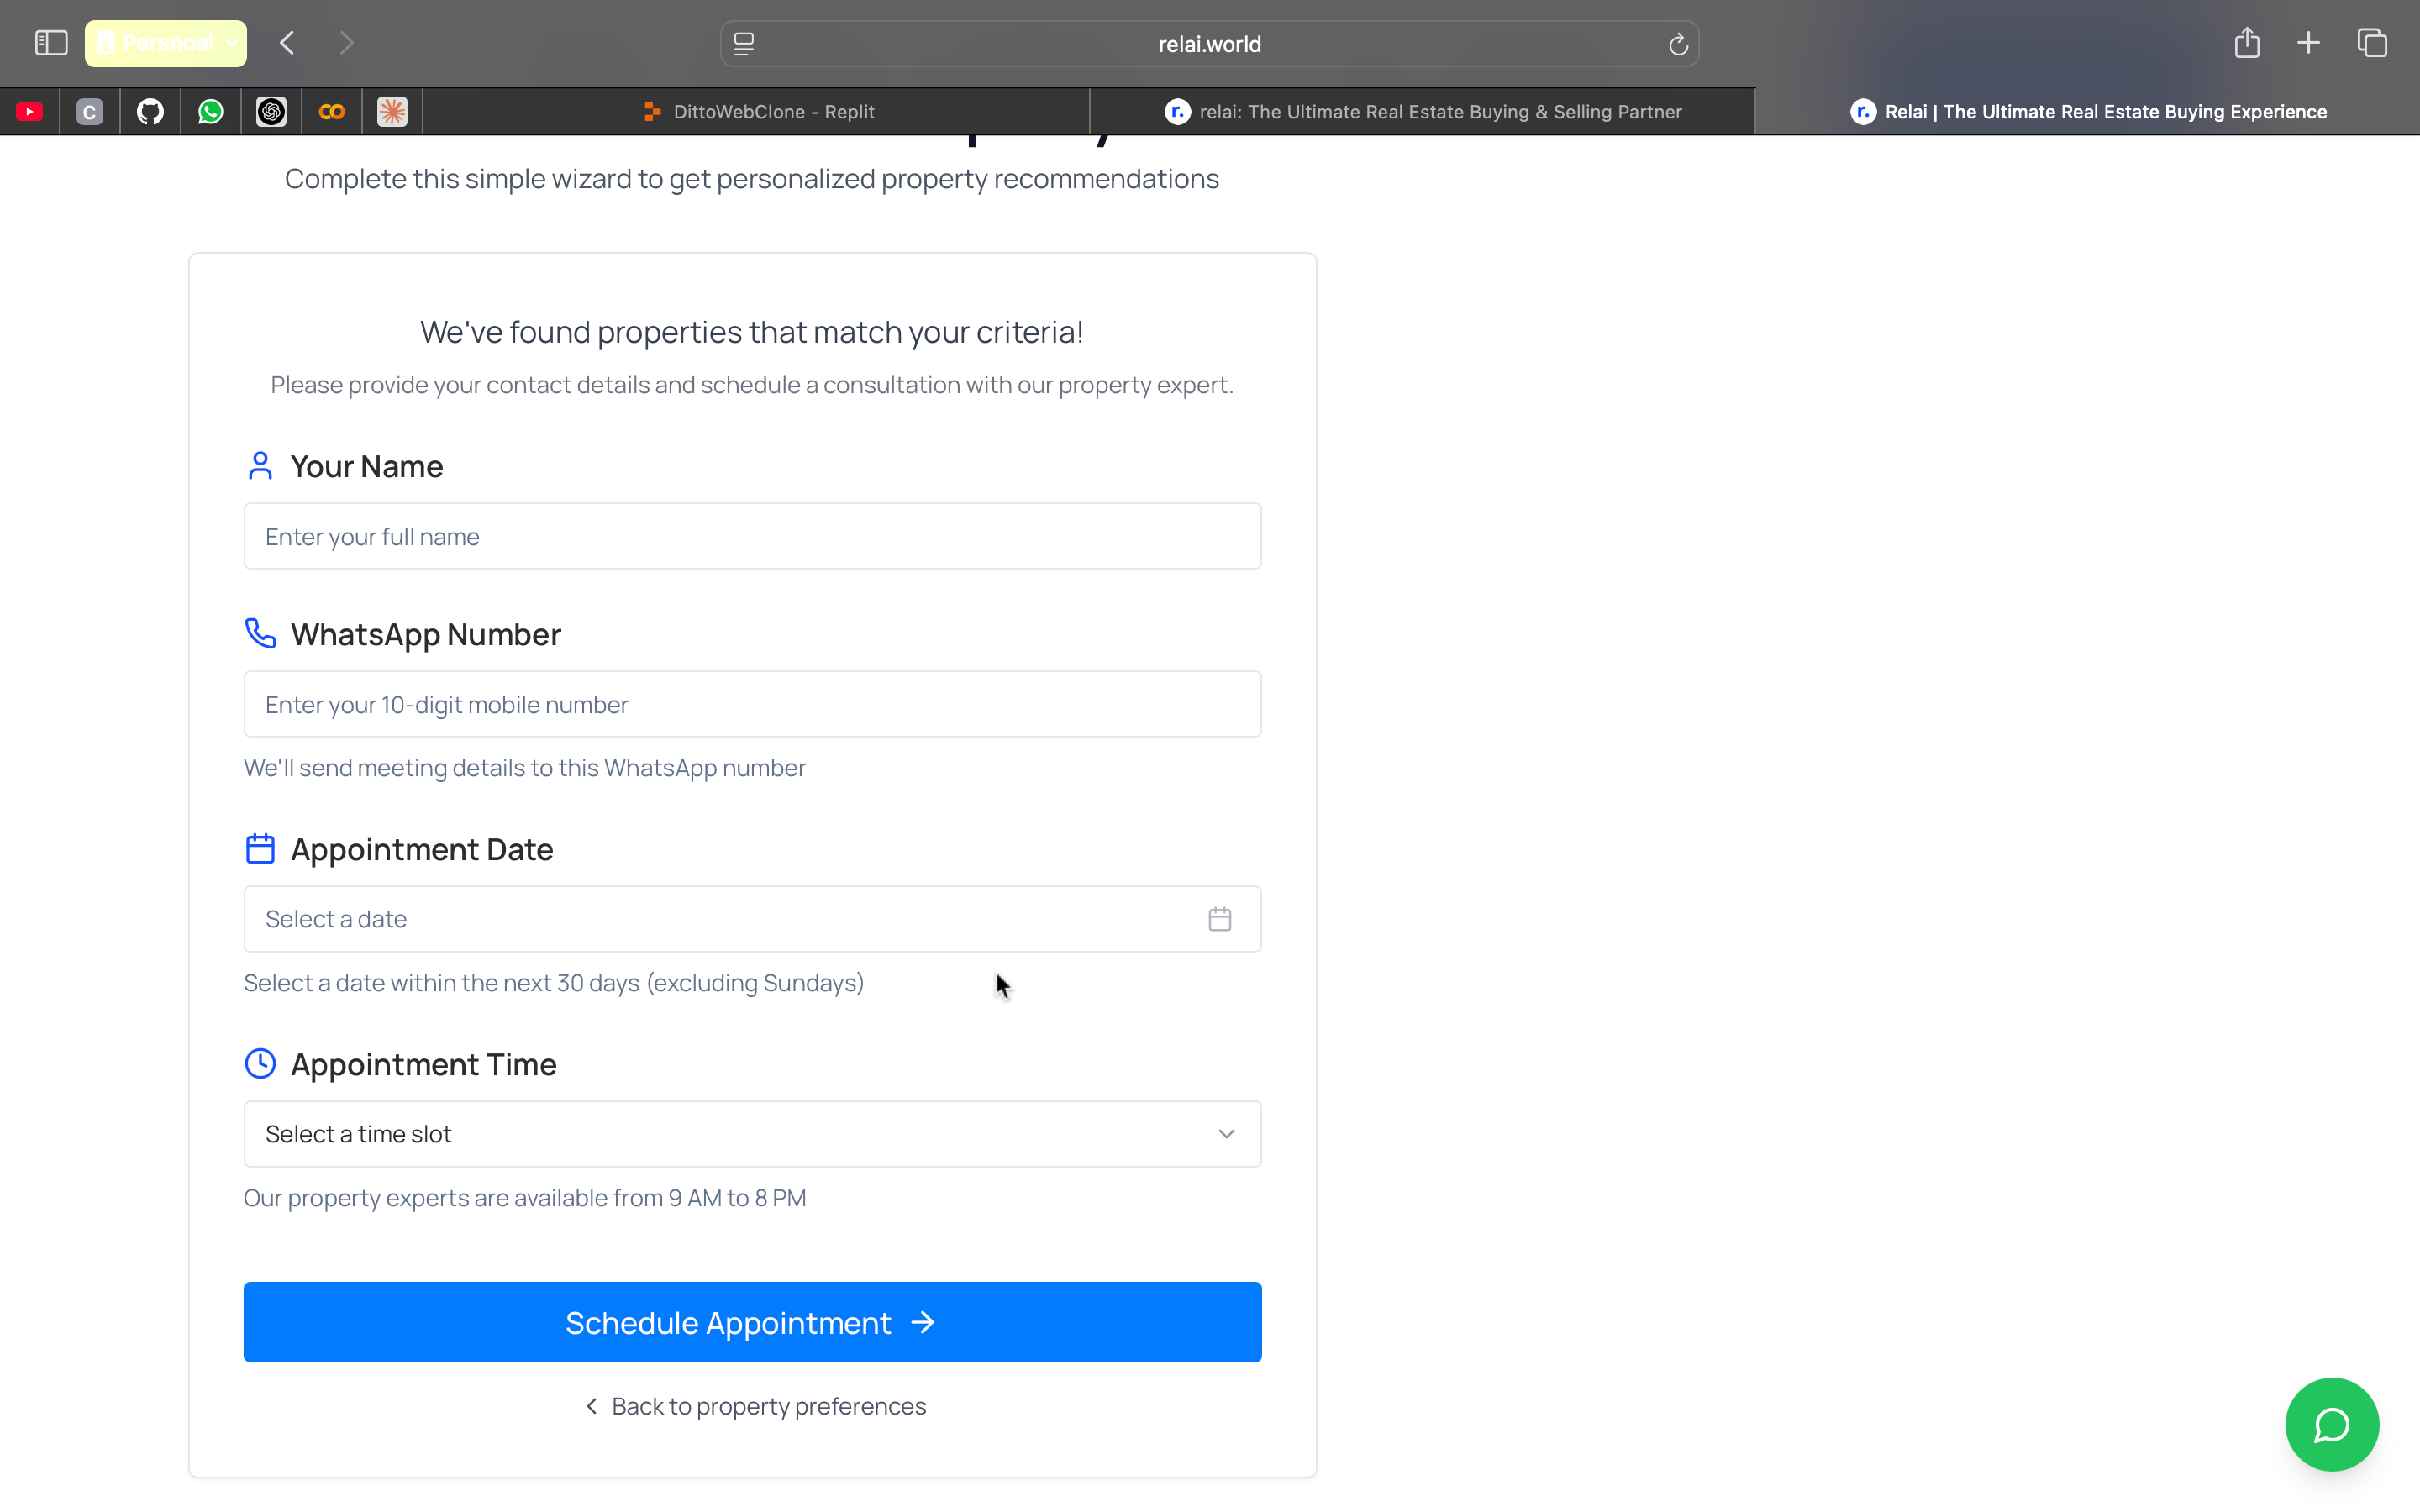 Persnoal
relai.world
C
DittoWebClone - Replit
r. relai: The Ultimate Real Estate Buying & Selling Partner
r. Relai | The Ultimate Real Estate Buying Experience
Complete this simple wizard to get personalized property recommendations
We've found properties that match your criteria!
Please provide your contact details and schedule a consultation with our property expert.
Your Name
Enter your full name
WhatsApp Number
Enter your 10-digit mobile number
We'll send meeting details to this WhatsApp number
Appointment Date
Select a date
Select a date within the next 30 days (excluding Sundays)
Appointment Time
Select a time slot
Our property experts are available from 9 AM to 8 PM
Schedule Appointment →
< Back to property preferences